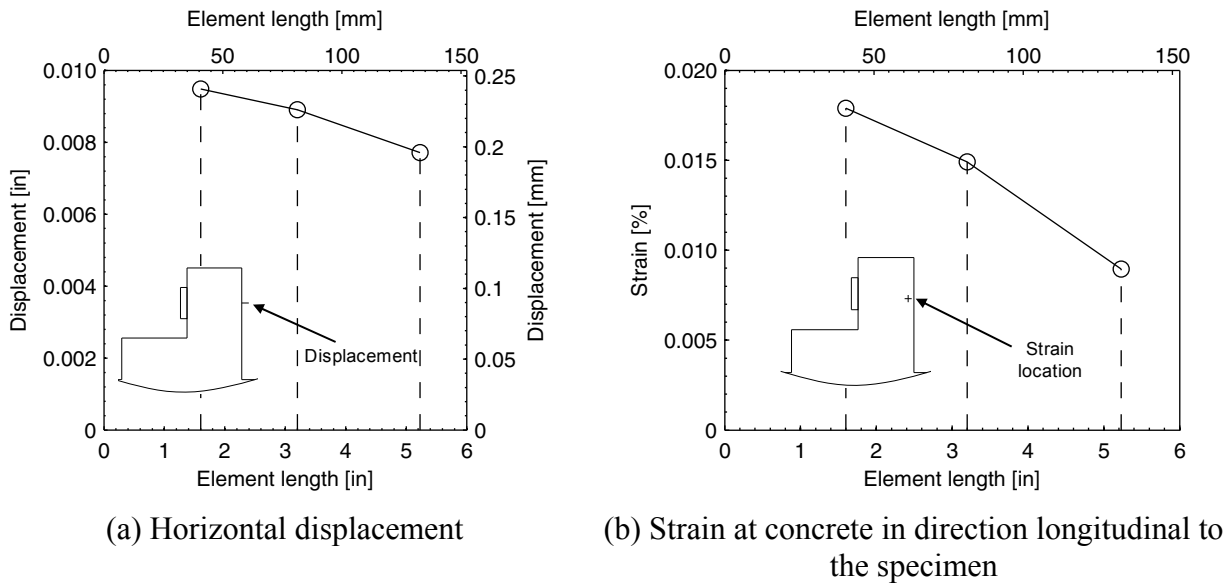 Element length [mm]
0 50 100 150
0.010
0.008
0.006
0.004
0.002
0
Displacement [in]
0.25
0.2
0.15
0.1
0.05
0
Displacement [mm]
Displacement
0 1 2 3 4 5 6
Element length [in]
(a) Horizontal displacement
Element length [mm]
0 50 100 150
0.020
0.015
0.010
0.005
0
Strain [%]
Strain
location
0 1 2 3 4 5 6
Element length [in]
(b) Strain at concrete in direction longitudinal to
the specimen